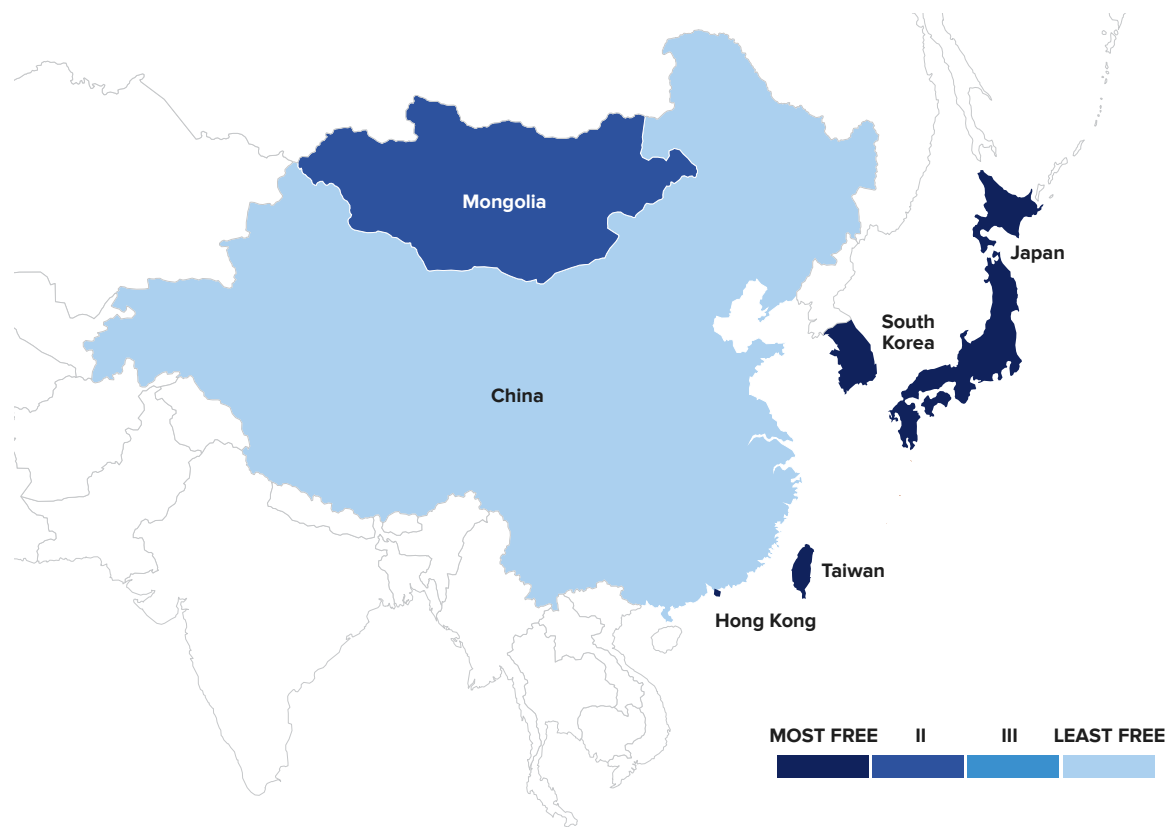 Mongolia
Japan
South
Korea
China
Taiwan
Hong Kong
MOST FREE II III LEAST FREE